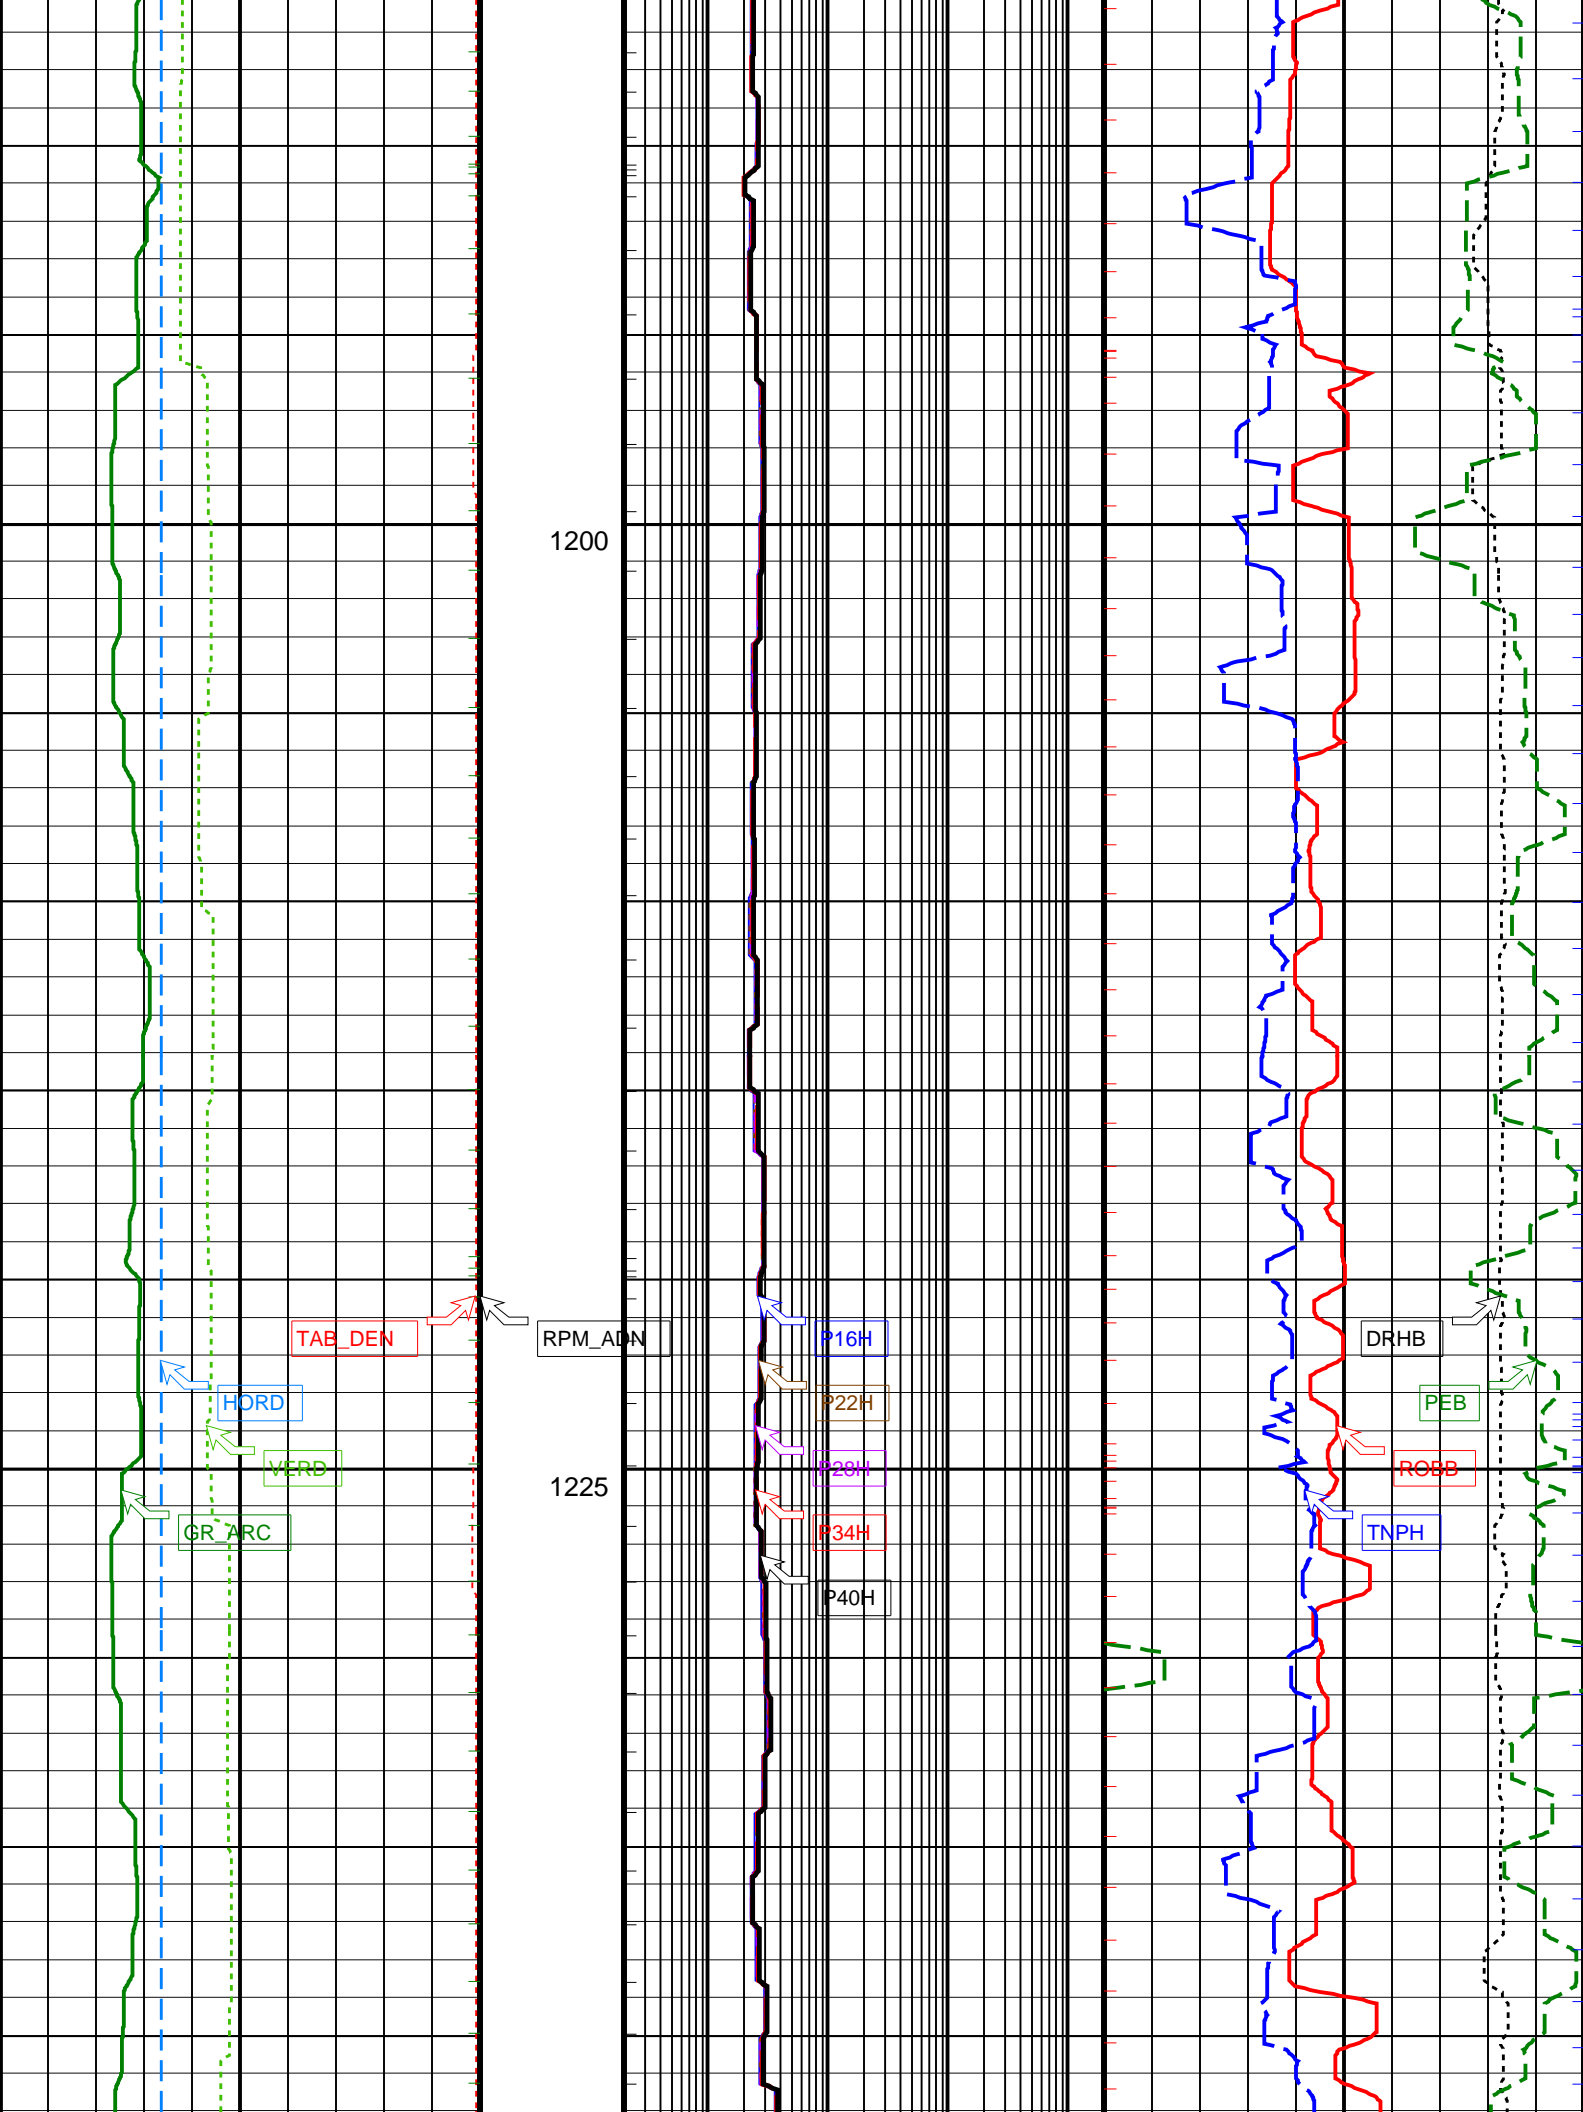 1200
TAB_DEN
RPM_ADN
P16H
DRHB
HORD
P22H
PEB
VERD
P28H
ROBB
1225
GR_ARC
P34H
TNPH
P40H